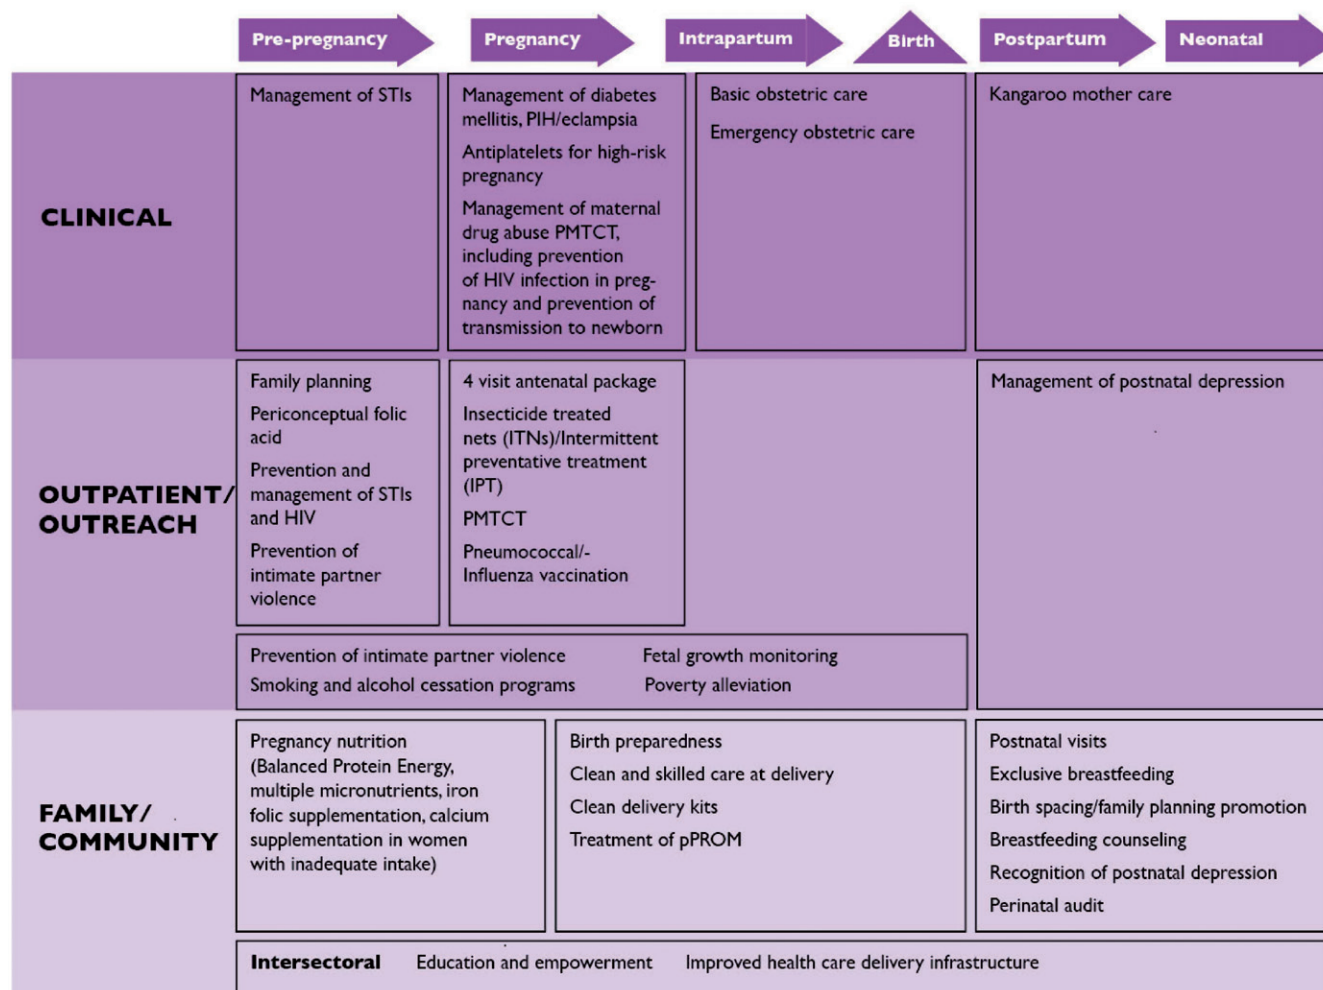 Pre-pregnancy
Pregnancy
Intrapartum
Birth
Postpartum
Neonatal
CLINICAL
Management of STIs
Management of diabetes
mellitis, PIH/eclampsia
Antiplatelets for high-risk
pregnancy
Management of maternal
drug abuse PMTCT,
including prevention
of HIV infection in preg-
nancy and prevention of
transmission to newborn
Basic obstetric care
Emergency obstetric care
Kangaroo mother care
OUTPATIENT/
OUTREACH
Family planning
Periconceptual folic
acid
Prevention and
management of STIs
and HIV
Prevention of
intimate partner
violence
4 visit antenatal package
Insecticide treated
nets (ITNs)/Intermittent
preventative treatment
(IPT)
PMTCT
Pneumococcal/-
Influenza vaccination
Management of postnatal depression
Prevention of intimate partner violence
Fetal growth monitoring
Smoking and alcohol cessation programs
Poverty alleviation
FAMILY/
COMMUNITY
Pregnancy nutrition
(Balanced Protein Energy,
multiple micronutrients, iron
folic supplementation, calcium
supplementation in women
with inadequate intake)
Birth preparedness
Clean and skilled care at delivery
Clean delivery kits
Treatment of pPROM
Postnatal visits
Exclusive breastfeeding
Birth spacing/family planning promotion
Breastfeeding counseling
Recognition of postnatal depression
Perinatal audit
Intersectoral Education and empowerment Improved health care delivery infrastructure